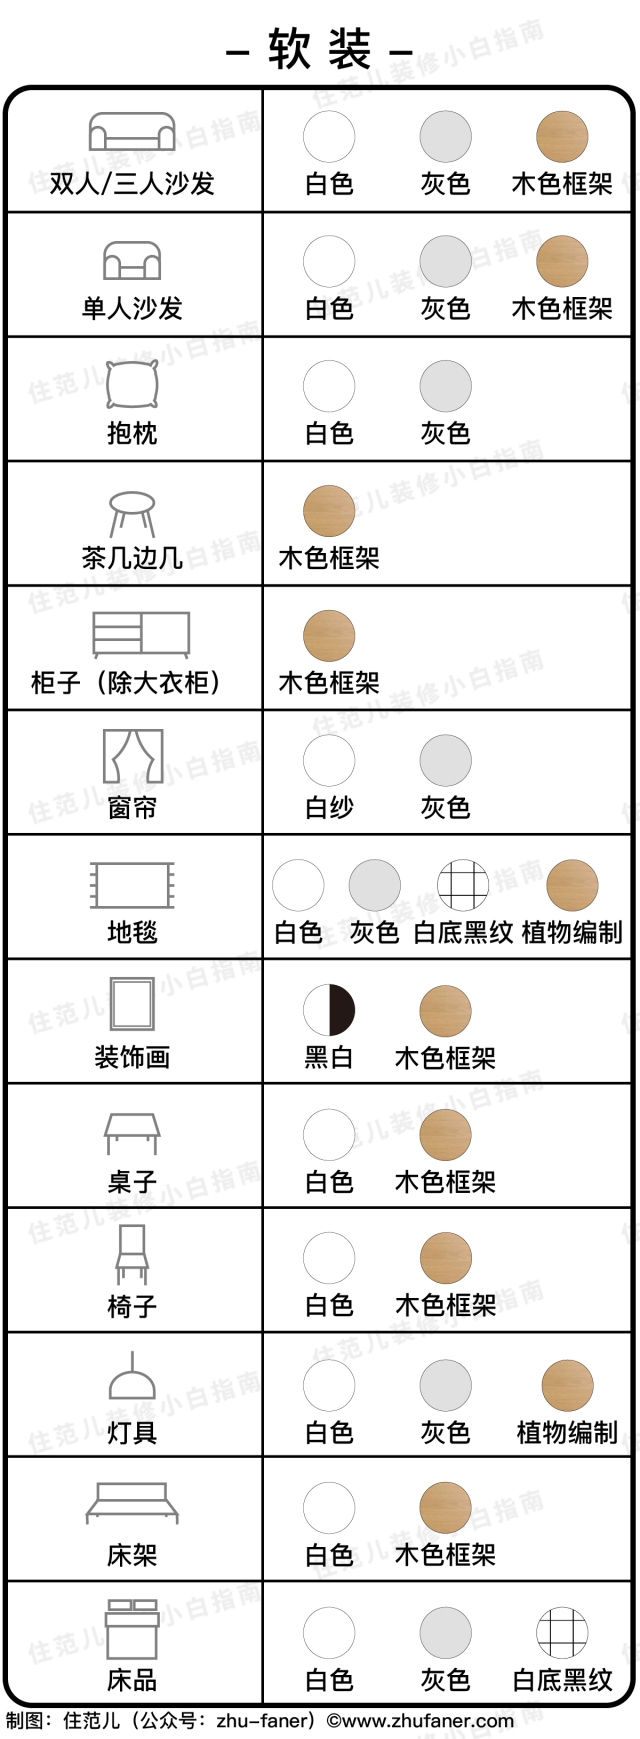 – 软 装 –
双人/三人沙发
白色 灰色 木色框架
单人沙发
白色 灰色 木色框架
抱枕
白色 灰色
茶几边几
木色框架
柜子（除大衣柜）
木色框架
窗帘
白纱 灰色
地毯
白色 灰色 白底黑纹 植物编制
装饰画
黑白 木色框架
桌子
白色 木色框架
椅子
白色 木色框架
灯具
白色 灰色 植物编制
床架
白色 木色框架
床品
白色 灰色 白底黑纹
制图：住范儿（公众号：zhu-faner）©www.zhufaner.com
住范儿装修小白指南